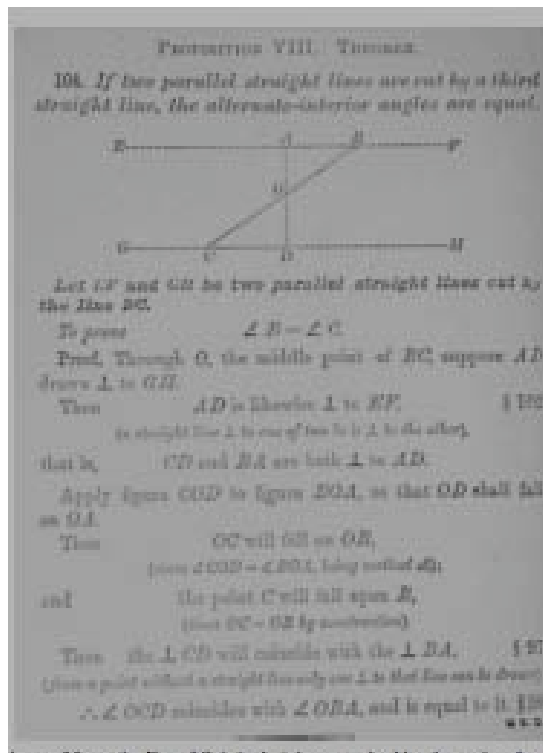 PROPOSITION VIII. THEOREM.
104. If two parallel straight lines are cut by a third
straight line, the alternate-interior angles are equal.
E A B F
O
G C D H
Let EF and GH be two parallel straight lines cut by
the line BC.
To prove ∠ B = ∠ C.
Proof. Through O, the middle point of BC, suppose AD
drawn ⊥ to GH.
Then AD is likewise ⊥ to EF, §
(a straight line ⊥ to one of two ∥s is ⊥ to the other),
that is, CD and BA are both ⊥ to AD.
Apply figure COD to figure BOA, so that OD shall fall
on OA.
Then OC will fall on OB,
(since ∠ COD = ∠ BOA, being vertical ∠s);
and the point C will fall upon B,
(since OC = OB by construction).
Then the ⊥ CD will coincide with the ⊥ BA, §
(from a point without a straight line only one ⊥ to that line can be drawn).
∴ ∠ OCD coincides with ∠ OBA, and is equal to it. §